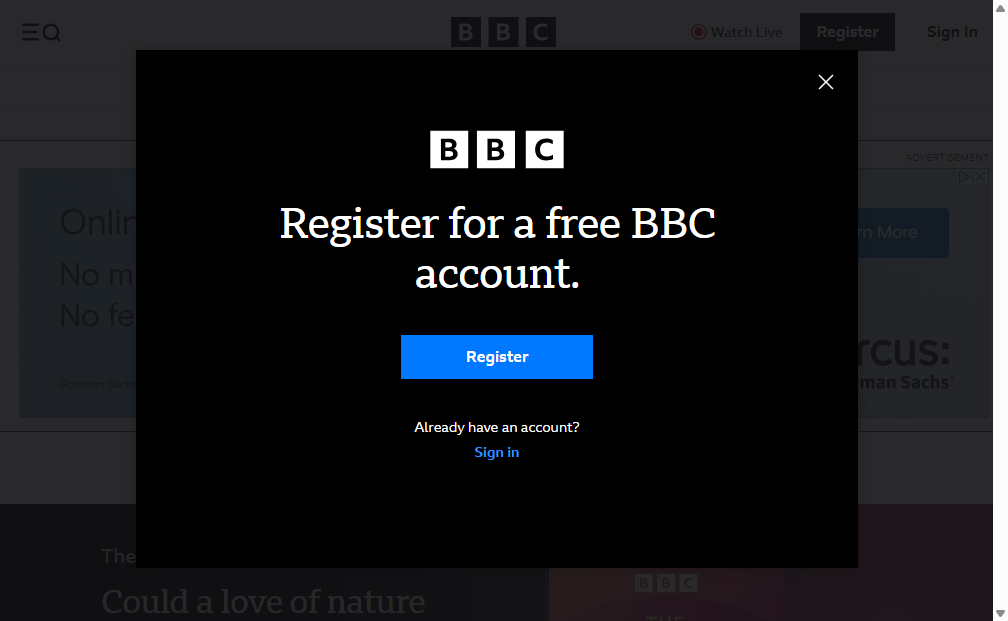 BBC
Watch Live
Register
Sign In
ADVERTISEMENT
BBC
Register for a free BBC
account.
Register
Already have an account?
Sign in
Onlin
No m
No fe
Goldman Sachs
rn More
rcus:
man Sachs
The
Could a love of nature
BBC
THE